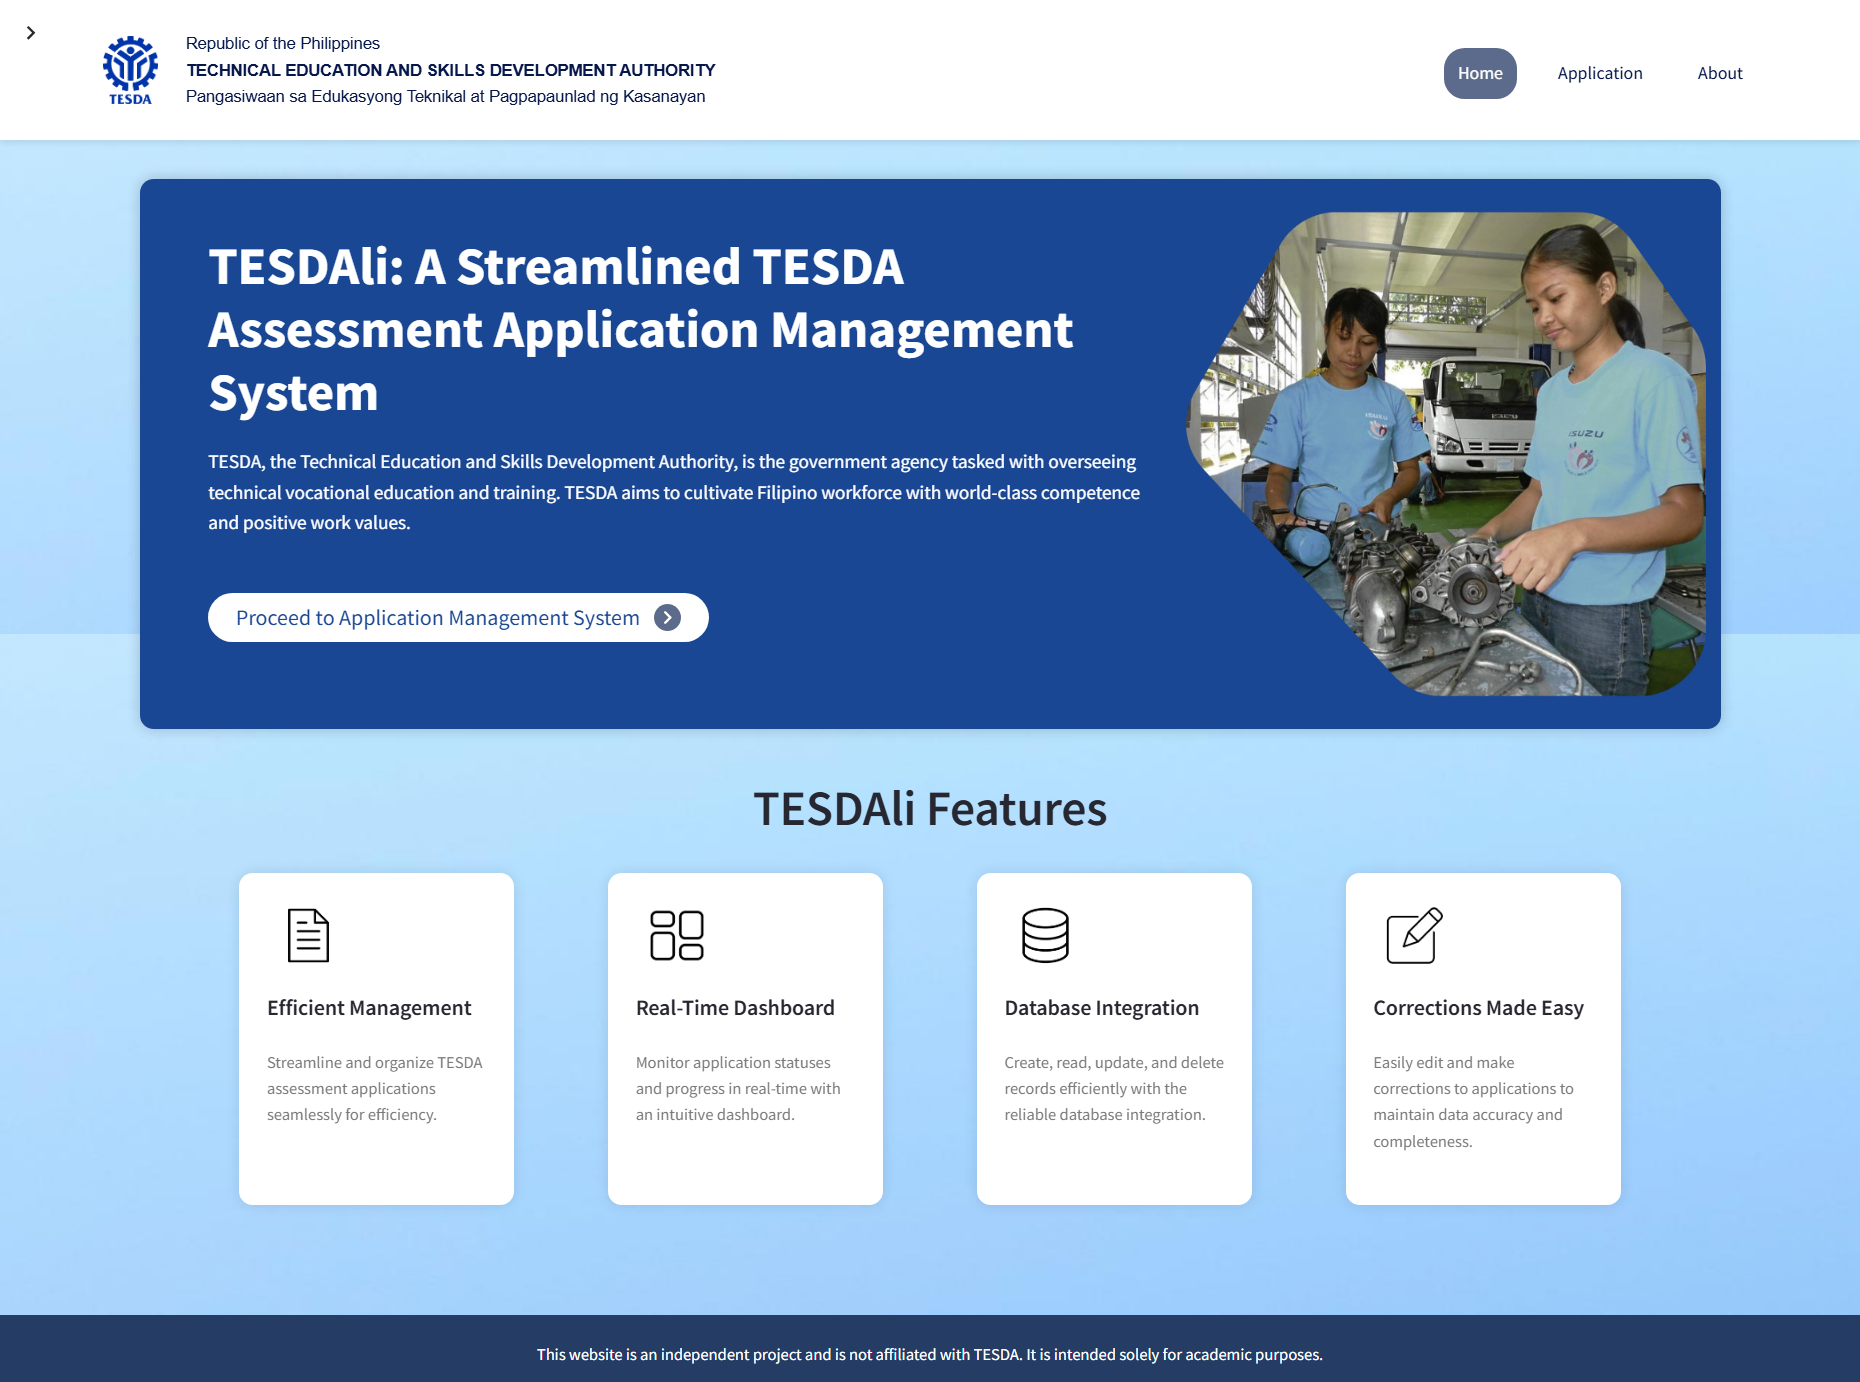 Republic of the Philippines
TECHNICAL EDUCATION AND SKILLS DEVELOPMENT AUTHORITY
Pangasiwaan sa Edukasyong Teknikal at Pagpapaunlad ng Kasanayan
TESDA
Home
Application
About
TESDAli: A Streamlined TESDA
Assessment Application Management
System
TESDA, the Technical Education and Skills Development Authority, is the government agency tasked with overseeing
technical vocational education and training. TESDA aims to cultivate Filipino workforce with world-class competence
and positive work values.
Proceed to Application Management System
ISUZU
ISUZU
TESDAli Features
Efficient Management
Streamline and organize TESDA
assessment applications
seamlessly for efficiency.
Real-Time Dashboard
Monitor application statuses
and progress in real-time with
an intuitive dashboard.
Database Integration
Create, read, update, and delete
records efficiently with the
reliable database integration.
Corrections Made Easy
Easily edit and make
corrections to applications to
maintain data accuracy and
completeness.
This website is an independent project and is not affiliated with TESDA. It is intended solely for academic purposes.